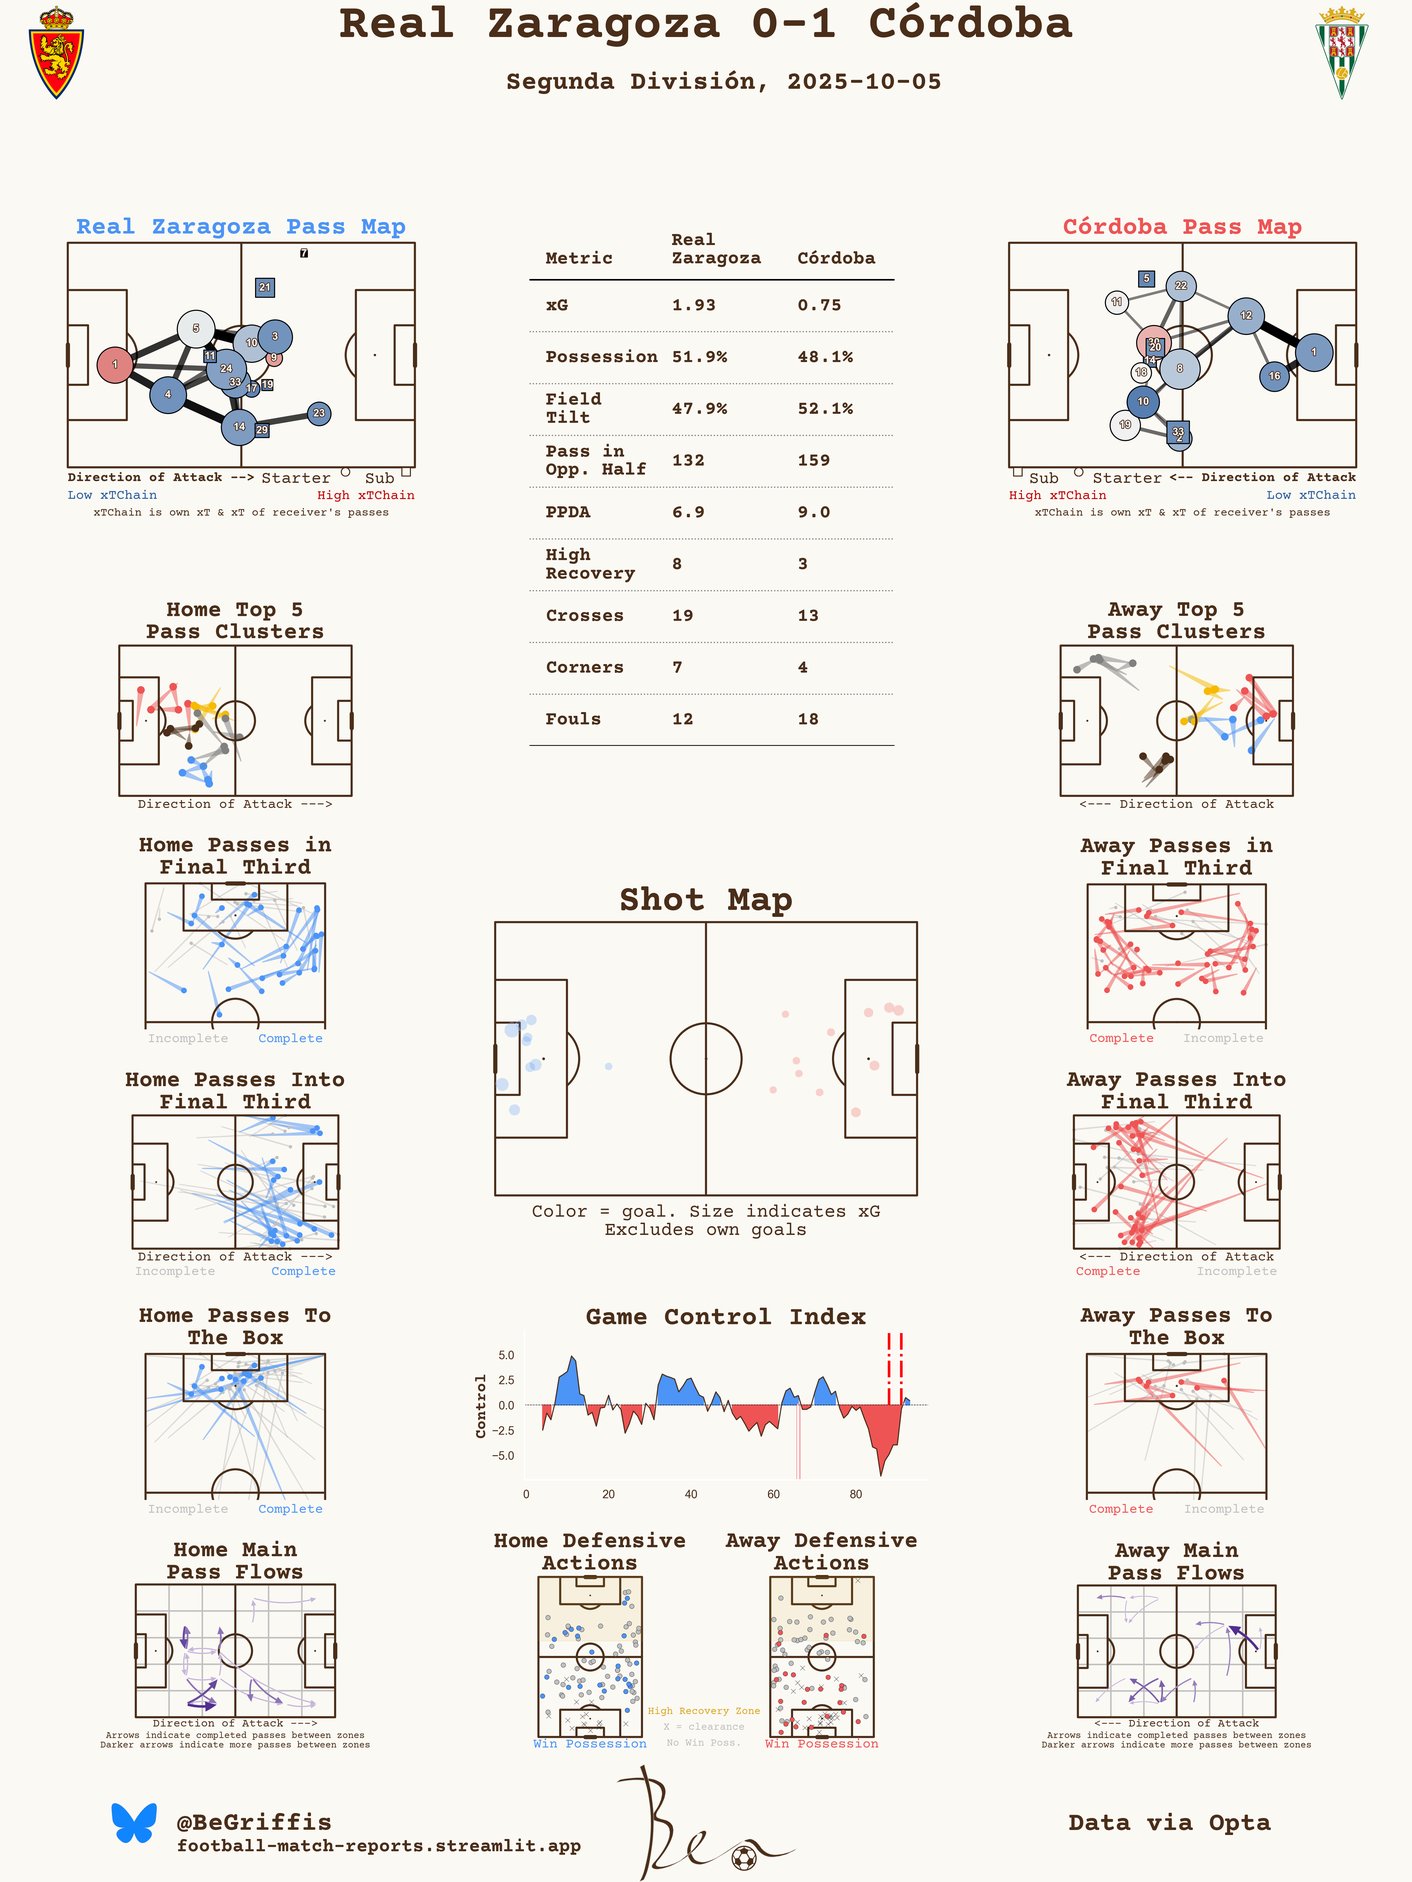 Real Zaragoza 0-1 Córdoba
Segunda División, 2025-10-05
Real Zaragoza Pass Map
7
21
5
10
3
11
9
1
24
33
17
19
4
23
14
29
Direction of Attack --> Starter Sub
Low xTChain High xTChain
xTChain is own xT & xT of receiver's passes
Metric Real Zaragoza Córdoba
xG 1.93 0.75
Possession 51.9% 48.1%
Field Tilt 47.9% 52.1%
Pass in Opp. Half 132 159
PPDA 6.9 9.0
High Recovery 8 3
Crosses 19 13
Corners 7 4
Fouls 12 18
Córdoba Pass Map
5
22
11
12
20
1
14
18
8
16
10
19
33
2
Sub Starter <-- Direction of Attack
High xTChain Low xTChain
xTChain is own xT & xT of receiver's passes
Home Top 5
Pass Clusters
Direction of Attack --->
Away Top 5
Pass Clusters
<--- Direction of Attack
Home Passes in
Final Third
Incomplete Complete
Away Passes in
Final Third
Complete Incomplete
Shot Map
Color = goal. Size indicates xG
Excludes own goals
Home Passes Into
Final Third
Direction of Attack --->
Incomplete Complete
Away Passes Into
Final Third
<--- Direction of Attack
Complete Incomplete
Home Passes To
The Box
Incomplete Complete
Game Control Index
Control
5.0
2.5
0.0
−2.5
−5.0
0 20 40 60 80
Away Passes To
The Box
Complete Incomplete
Home Main
Pass Flows
Direction of Attack --->
Arrows indicate completed passes between zones
Darker arrows indicate more passes between zones
Home Defensive
Actions
Win Possession
High Recovery Zone
X = clearance
No Win Poss.
Away Defensive
Actions
Win Possession
Away Main
Pass Flows
<--- Direction of Attack
Arrows indicate completed passes between zones
Darker arrows indicate more passes between zones
@BeGriffis
football-match-reports.streamlit.app
Ben
Data via Opta